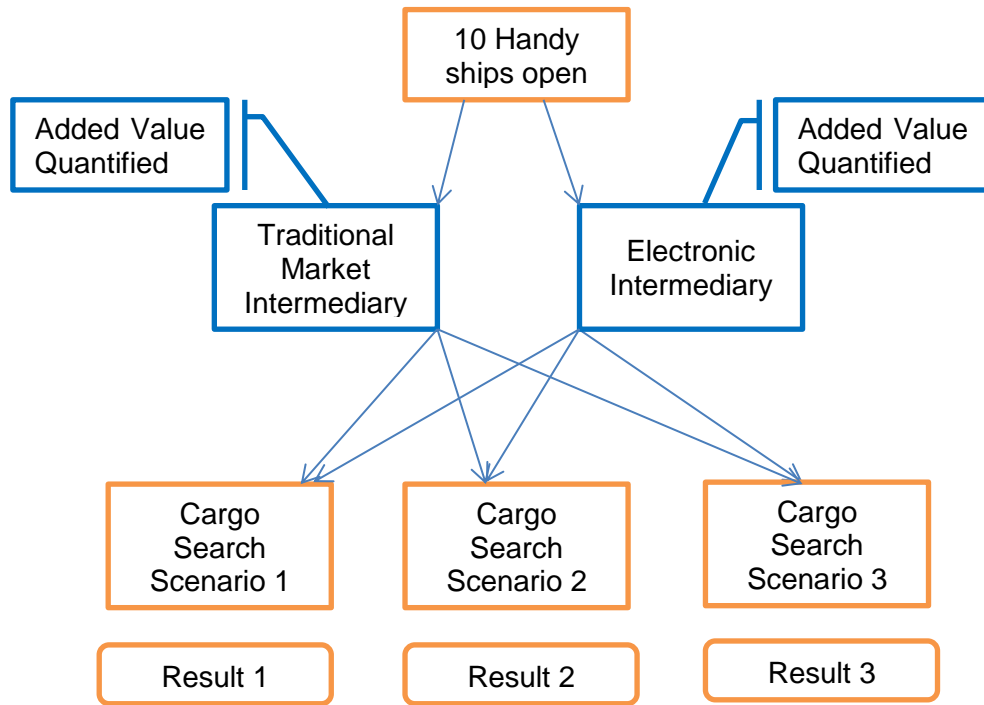 10 Handy
ships open
Added Value
Quantified
Added Value
Quantified
Traditional
Market
Intermediary
Electronic
Intermediary
Cargo
Search
Scenario 1
Cargo
Search
Scenario 2
Cargo
Search
Scenario 3
Result 1
Result 2
Result 3